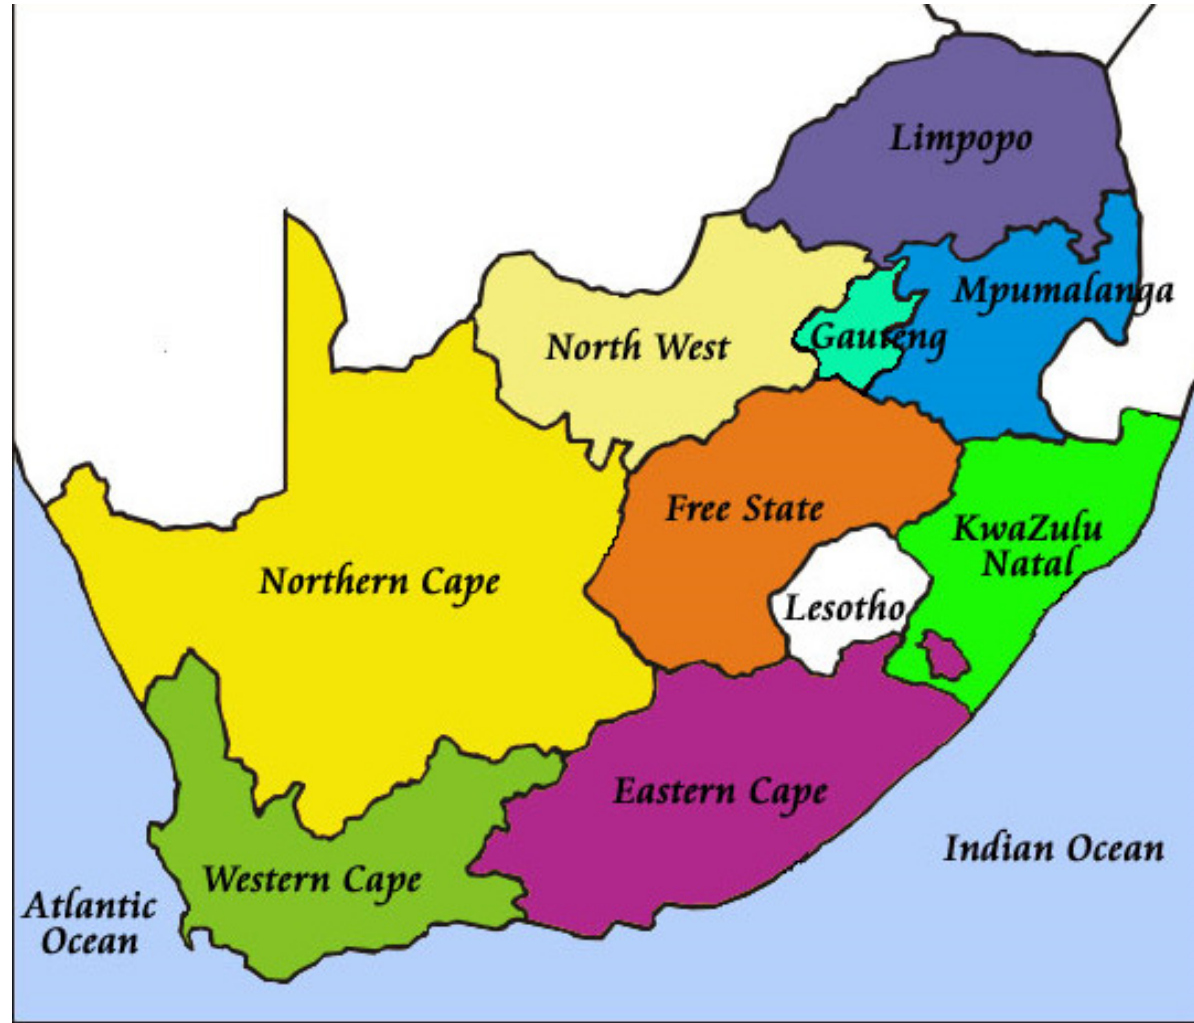 Limpopo
Mpumalanga
North West
Gauteng
Free State
KwaZulu
Natal
Northern Cape
Lesotho
Eastern Cape
Indian Ocean
Western Cape
Atlantic
Ocean